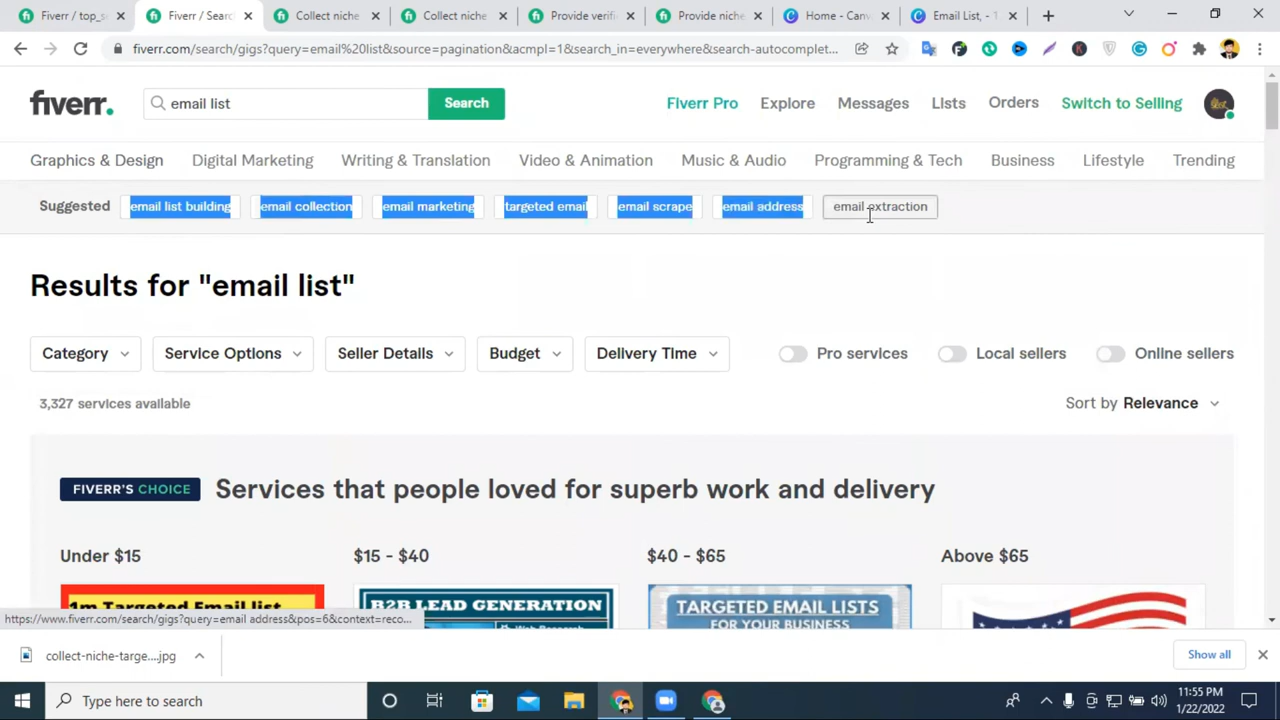 Fiverr / top_s
Fiverr / Sear
Collect niche
Collect niche
Provide verifi
Provide niche
Home - Canv
Email List, - 1
fiverr.com/search/gigs?query=email%20list&source=pagination&acmpl=1&search_in=everywhere&search-autocomplet...
fiverr.
email list
Search
Fiverr Pro
Explore
Messages
Lists
Orders
Switch to Selling
Graphics & Design
Digital Marketing
Writing & Translation
Video & Animation
Music & Audio
Programming & Tech
Business
Lifestyle
Trending
Suggested
email list building
email collection
email marketing
targeted email
email scrape
email address
email extraction
Results for "email list"
Category
Service Options
Seller Details
Budget
Delivery Time
Pro services
Local sellers
Online sellers
3,327 services available
Sort by Relevance
FIVERR'S CHOICE
Services that people loved for superb work and delivery
Under $15
$15 - $40
$40 - $65
Above $65
1m Targeted Email list
B2B LEAD GENERATION
Web Research
TARGETED EMAIL LISTS
FOR YOUR BUSINESS
https://www.fiverr.com/search/gigs?query=email address&pos=6&context=reco...
collect-niche-targe....jpg
Show all
Type here to search
11:55 PM
1/22/2022